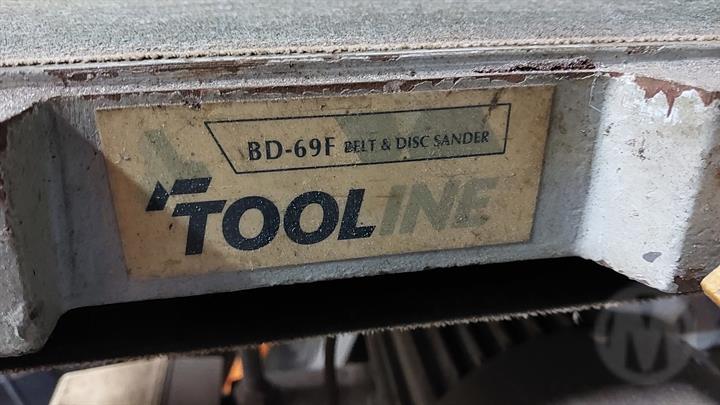 BD-69F BELT & DISC SANDER
TOOLINE
M